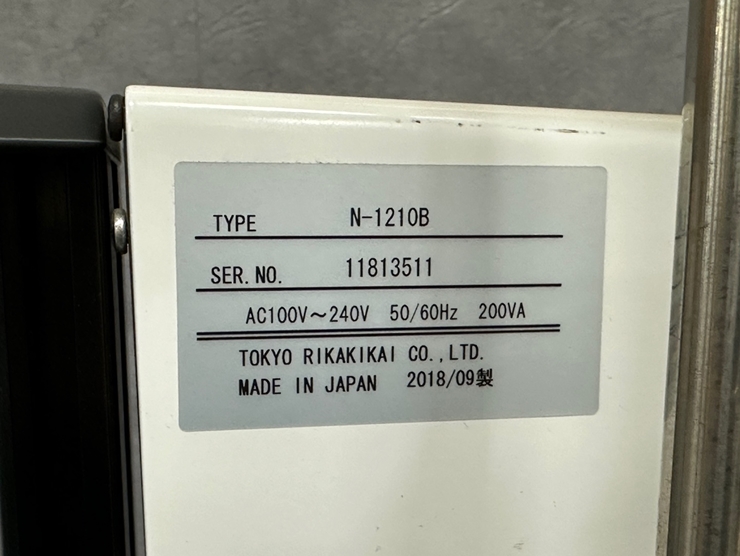 TYPE N-1210B
SER.NO. 11813511
AC100V～240V 50/60Hz 200VA
TOKYO RIKAKIKAI CO.,LTD.
MADE IN JAPAN 2018/09製